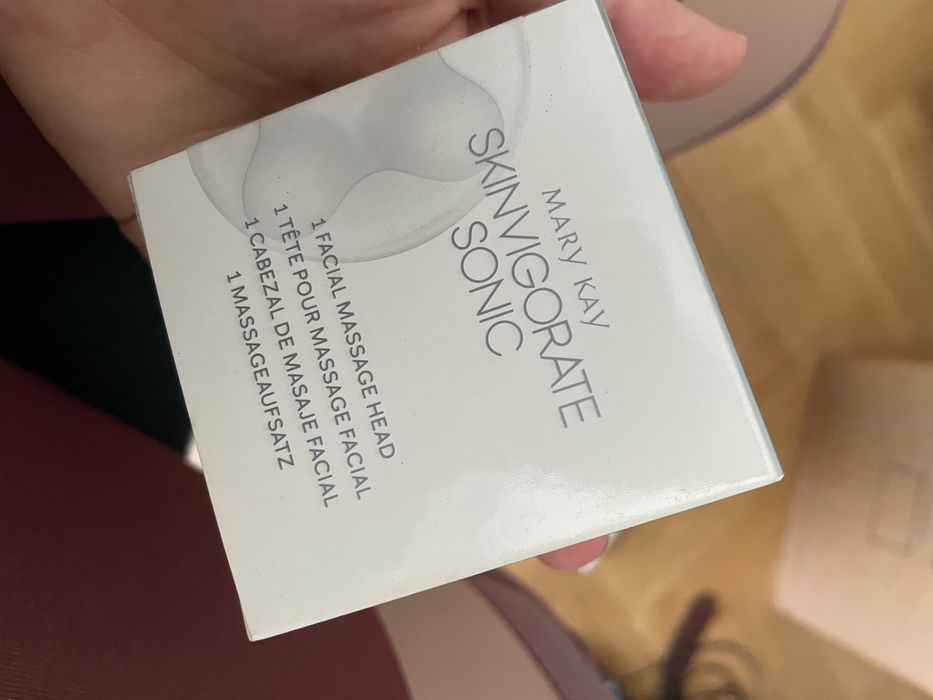 MARY KAY
SKINVIGORATE
SONIC
1 FACIAL MASSAGE HEAD
1 TÊTE POUR MASSAGE FACIAL
1 CABEZAL DE MASAJE FACIAL
1 MASSAGEAUFSATZ